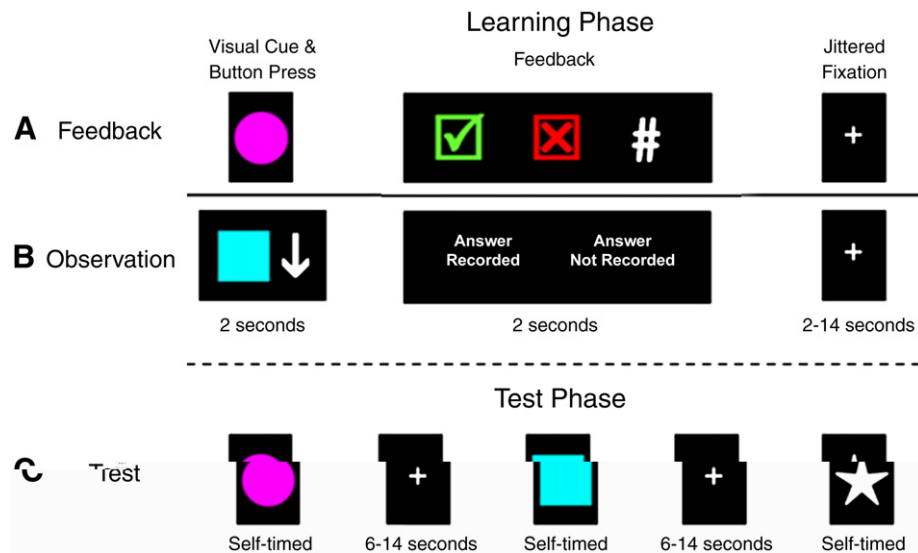 Learning Phase
Visual Cue &
Button Press
Feedback
Jittered
Fixation
A Feedback
#
+
B Observation
Answer
Recorded
Answer
Not Recorded
+
2 seconds
2 seconds
2-14 seconds
Test Phase
C Test
+
+
Self-timed
6-14 seconds
Self-timed
6-14 seconds
Self-timed